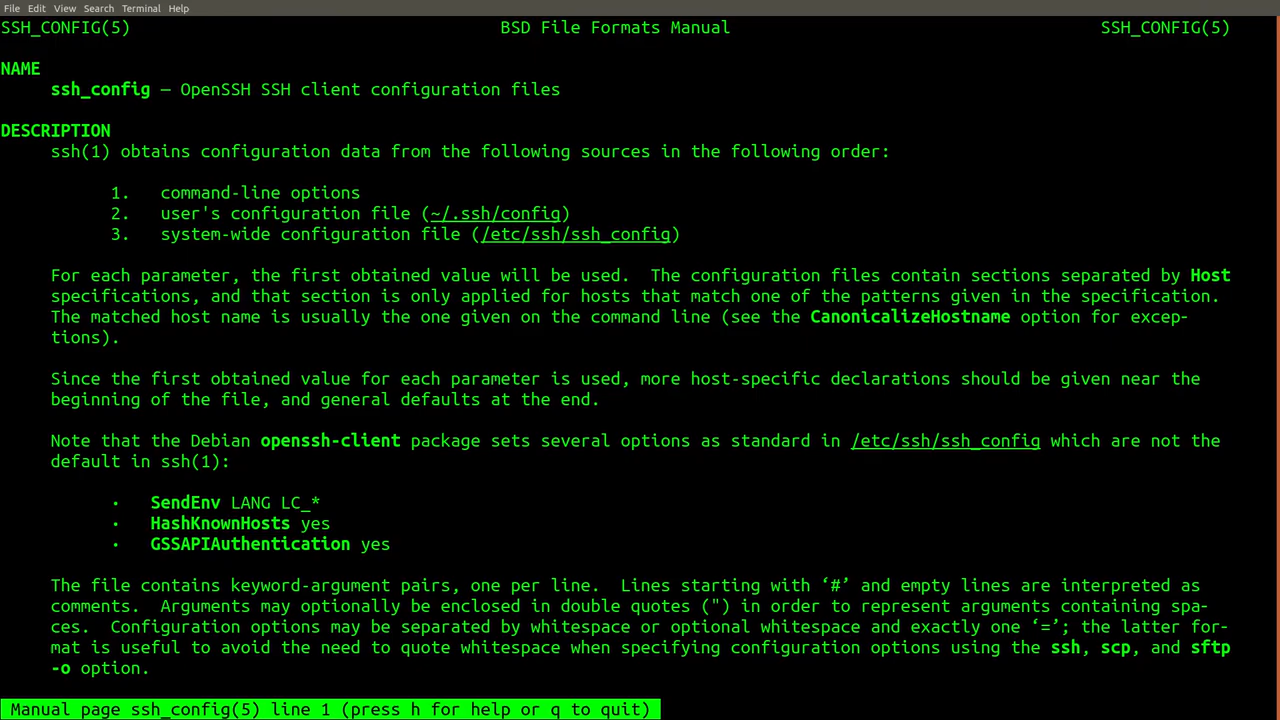 File Edit View Search Terminal Help
SSH_CONFIG(5) BSD File Formats Manual SSH_CONFIG(5)
NAME
ssh_config — OpenSSH SSH client configuration files
DESCRIPTION
ssh(1) obtains configuration data from the following sources in the following order:
1. command-line options
2. user's configuration file (~/.ssh/config)
3. system-wide configuration file (/etc/ssh/ssh_config)
For each parameter, the first obtained value will be used. The configuration files contain sections separated by Host
specifications, and that section is only applied for hosts that match one of the patterns given in the specification.
The matched host name is usually the one given on the command line (see the CanonicalizeHostname option for excep-
tions).
Since the first obtained value for each parameter is used, more host-specific declarations should be given near the
beginning of the file, and general defaults at the end.
Note that the Debian openssh-client package sets several options as standard in /etc/ssh/ssh_config which are not the
default in ssh(1):
· SendEnv LANG LC_*
· HashKnownHosts yes
· GSSAPIAuthentication yes
The file contains keyword-argument pairs, one per line. Lines starting with ‘#’ and empty lines are interpreted as
comments. Arguments may optionally be enclosed in double quotes (") in order to represent arguments containing spa-
ces. Configuration options may be separated by whitespace or optional whitespace and exactly one ‘=’; the latter for-
mat is useful to avoid the need to quote whitespace when specifying configuration options using the ssh, scp, and sftp
-o option.
Manual page ssh_config(5) line 1 (press h for help or q to quit)